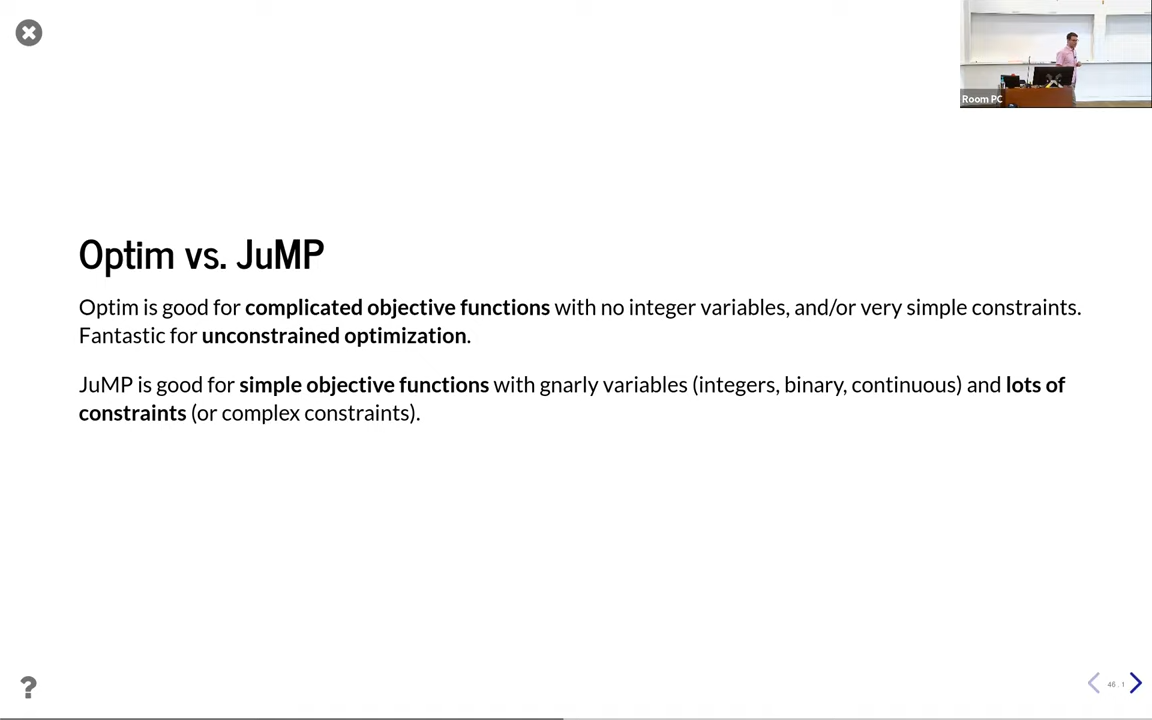 Room PC
Optim vs. JuMP
Optim is good for complicated objective functions with no integer variables, and/or very simple constraints.
Fantastic for unconstrained optimization.
JuMP is good for simple objective functions with gnarly variables (integers, binary, continuous) and lots of
constraints (or complex constraints).
?
46 . 1